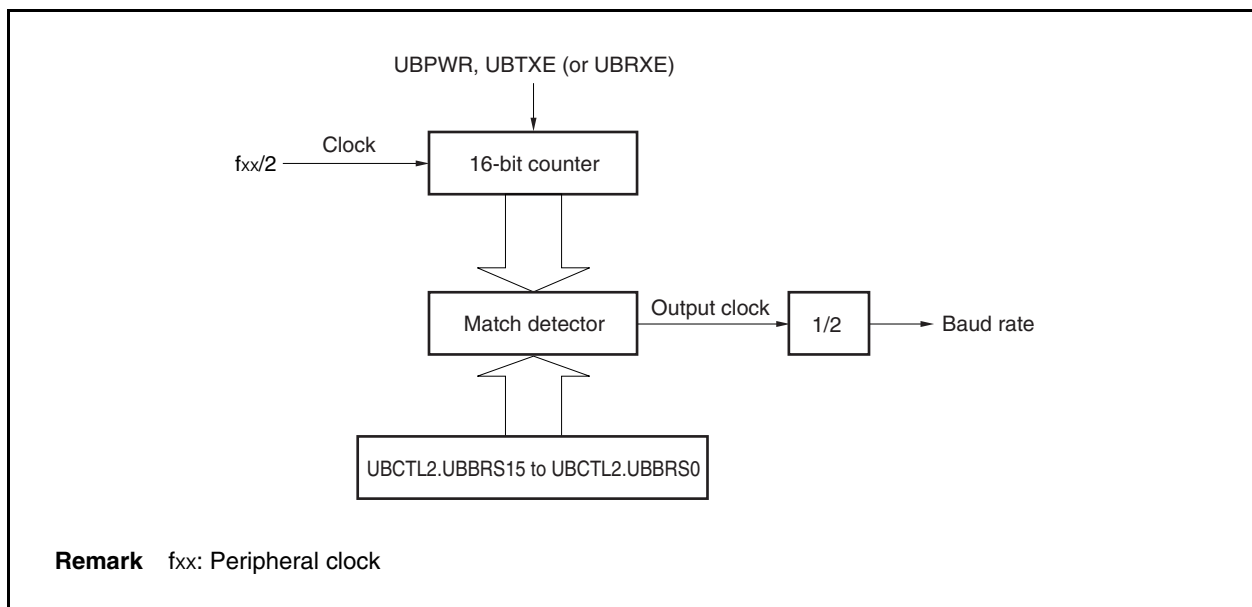 UBPWR, UBTXE (or UBRXE)
Clock
fxx/2
16-bit counter
Match detector
Output clock
1/2
Baud rate
UBCTL2.UBBRS15 to UBCTL2.UBBRS0
Remark fxx: Peripheral clock